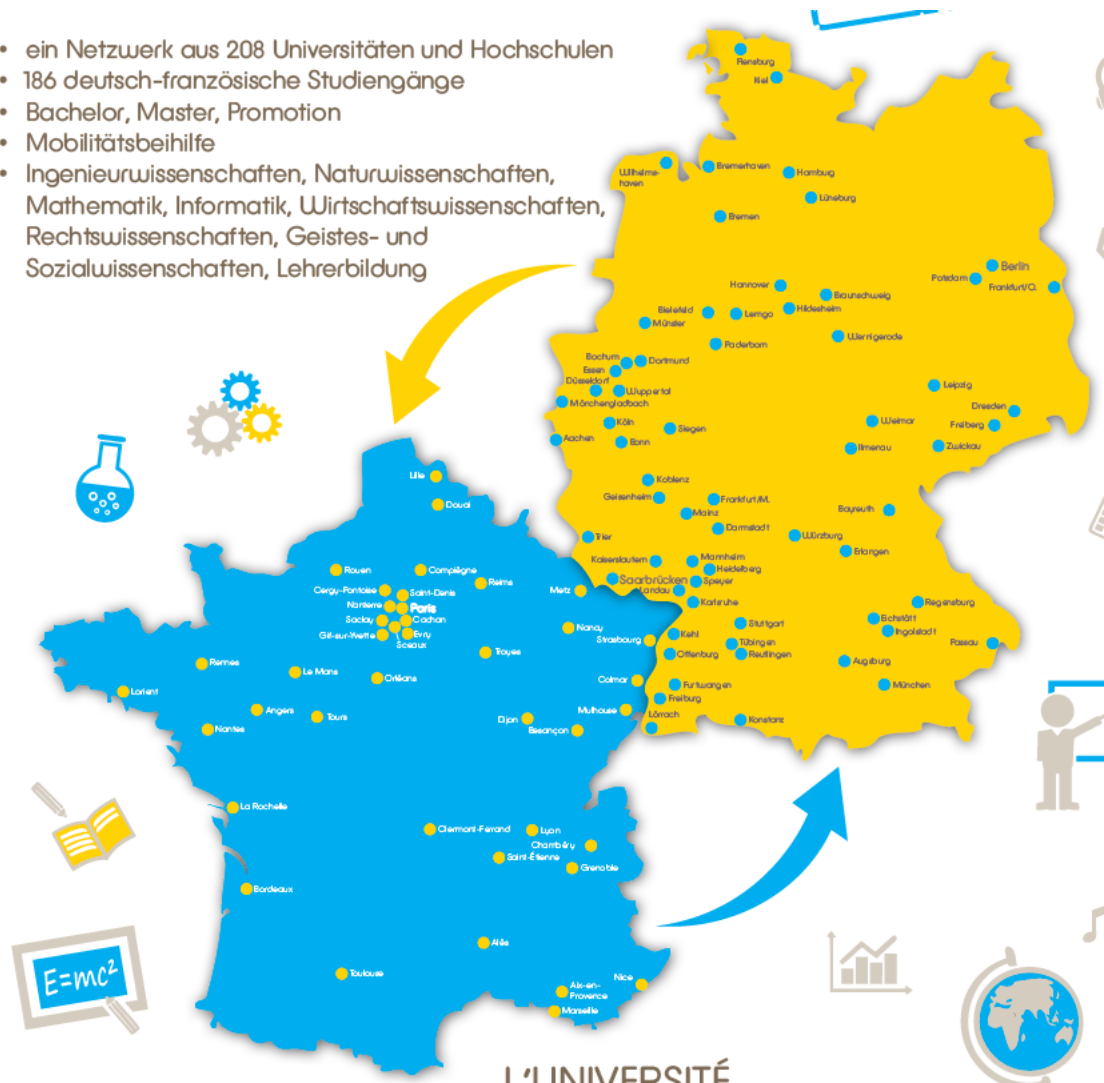 • ein Netzwerk aus 208 Universitäten und Hochschulen
• 186 deutsch-französische Studiengänge
• Bachelor, Master, Promotion
• Mobilitätsbeihilfe
• Ingenieurwissenschaften, Naturwissenschaften,
Mathematik, Informatik, Wirtschaftswissenschaften,
Rechtswissenschaften, Geistes- und
Sozialwissenschaften, Lehrerbildung
Flensburg
Kiel
Wilhelms-
haven
Bremerhaven
Hamburg
Lüneburg
Bremen
Berlin
Potsdam
Frankfurt/O.
Hannover
Braunschweig
Bielefeld
Lemgo
Hildesheim
Münster
Wernigerode
Paderborn
Bochum
Dortmund
Essen
Düsseldorf
Wuppertal
Leipzig
Mönchengladbach
Dresden
Köln
Siegen
Weimar
Freiberg
Aachen
Bonn
Ilmenau
Zwickau
Koblenz
Geisenheim
Frankfurt/M.
Mainz
Bayreuth
Darmstadt
Trier
Würzburg
Erlangen
Kaiserslautern
Mannheim
Heidelberg
Saarbrücken
Speyer
Landau
Karlsruhe
Regensburg
Eichstätt
Stuttgart
Ingolstadt
Kehl
Tübingen
Passau
Offenburg
Reutlingen
Augsburg
Furtwangen
München
Freiburg
Lörrach
Konstanz
Lille
Douai
Rouen
Compiègne
Reims
Metz
Cergy-Pontoise
Saint-Denis
Nanterre
Paris
Saclay
Cachan
Nancy
Gif-sur-Yvette
Evry
Sceaux
Strasbourg
Troyes
Rennes
Le Mans
Orléans
Colmar
Lorient
Angers
Tours
Dijon
Mulhouse
Nantes
Besançon
La Rochelle
Clermont-Ferrand
Lyon
Chambéry
Saint-Étienne
Grenoble
Bordeaux
Alès
Toulouse
Nice
Aix-en-
Provence
Marseille
E=mc²
L'UNIVERSITÉ